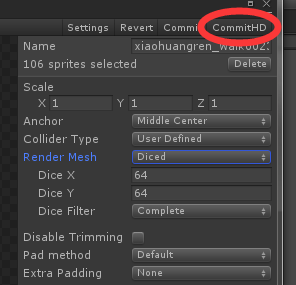 Settings Revert Commit CommitHD
Name xiaohuangren_walk002
106 sprites selected Delete
Scale
X 1 Y 1 Z 1
Anchor Middle Center
Collider Type User Defined
Render Mesh Diced
Dice X 64
Dice Y 64
Dice Filter Complete
Disable Trimming
Pad method Default
Extra Padding None